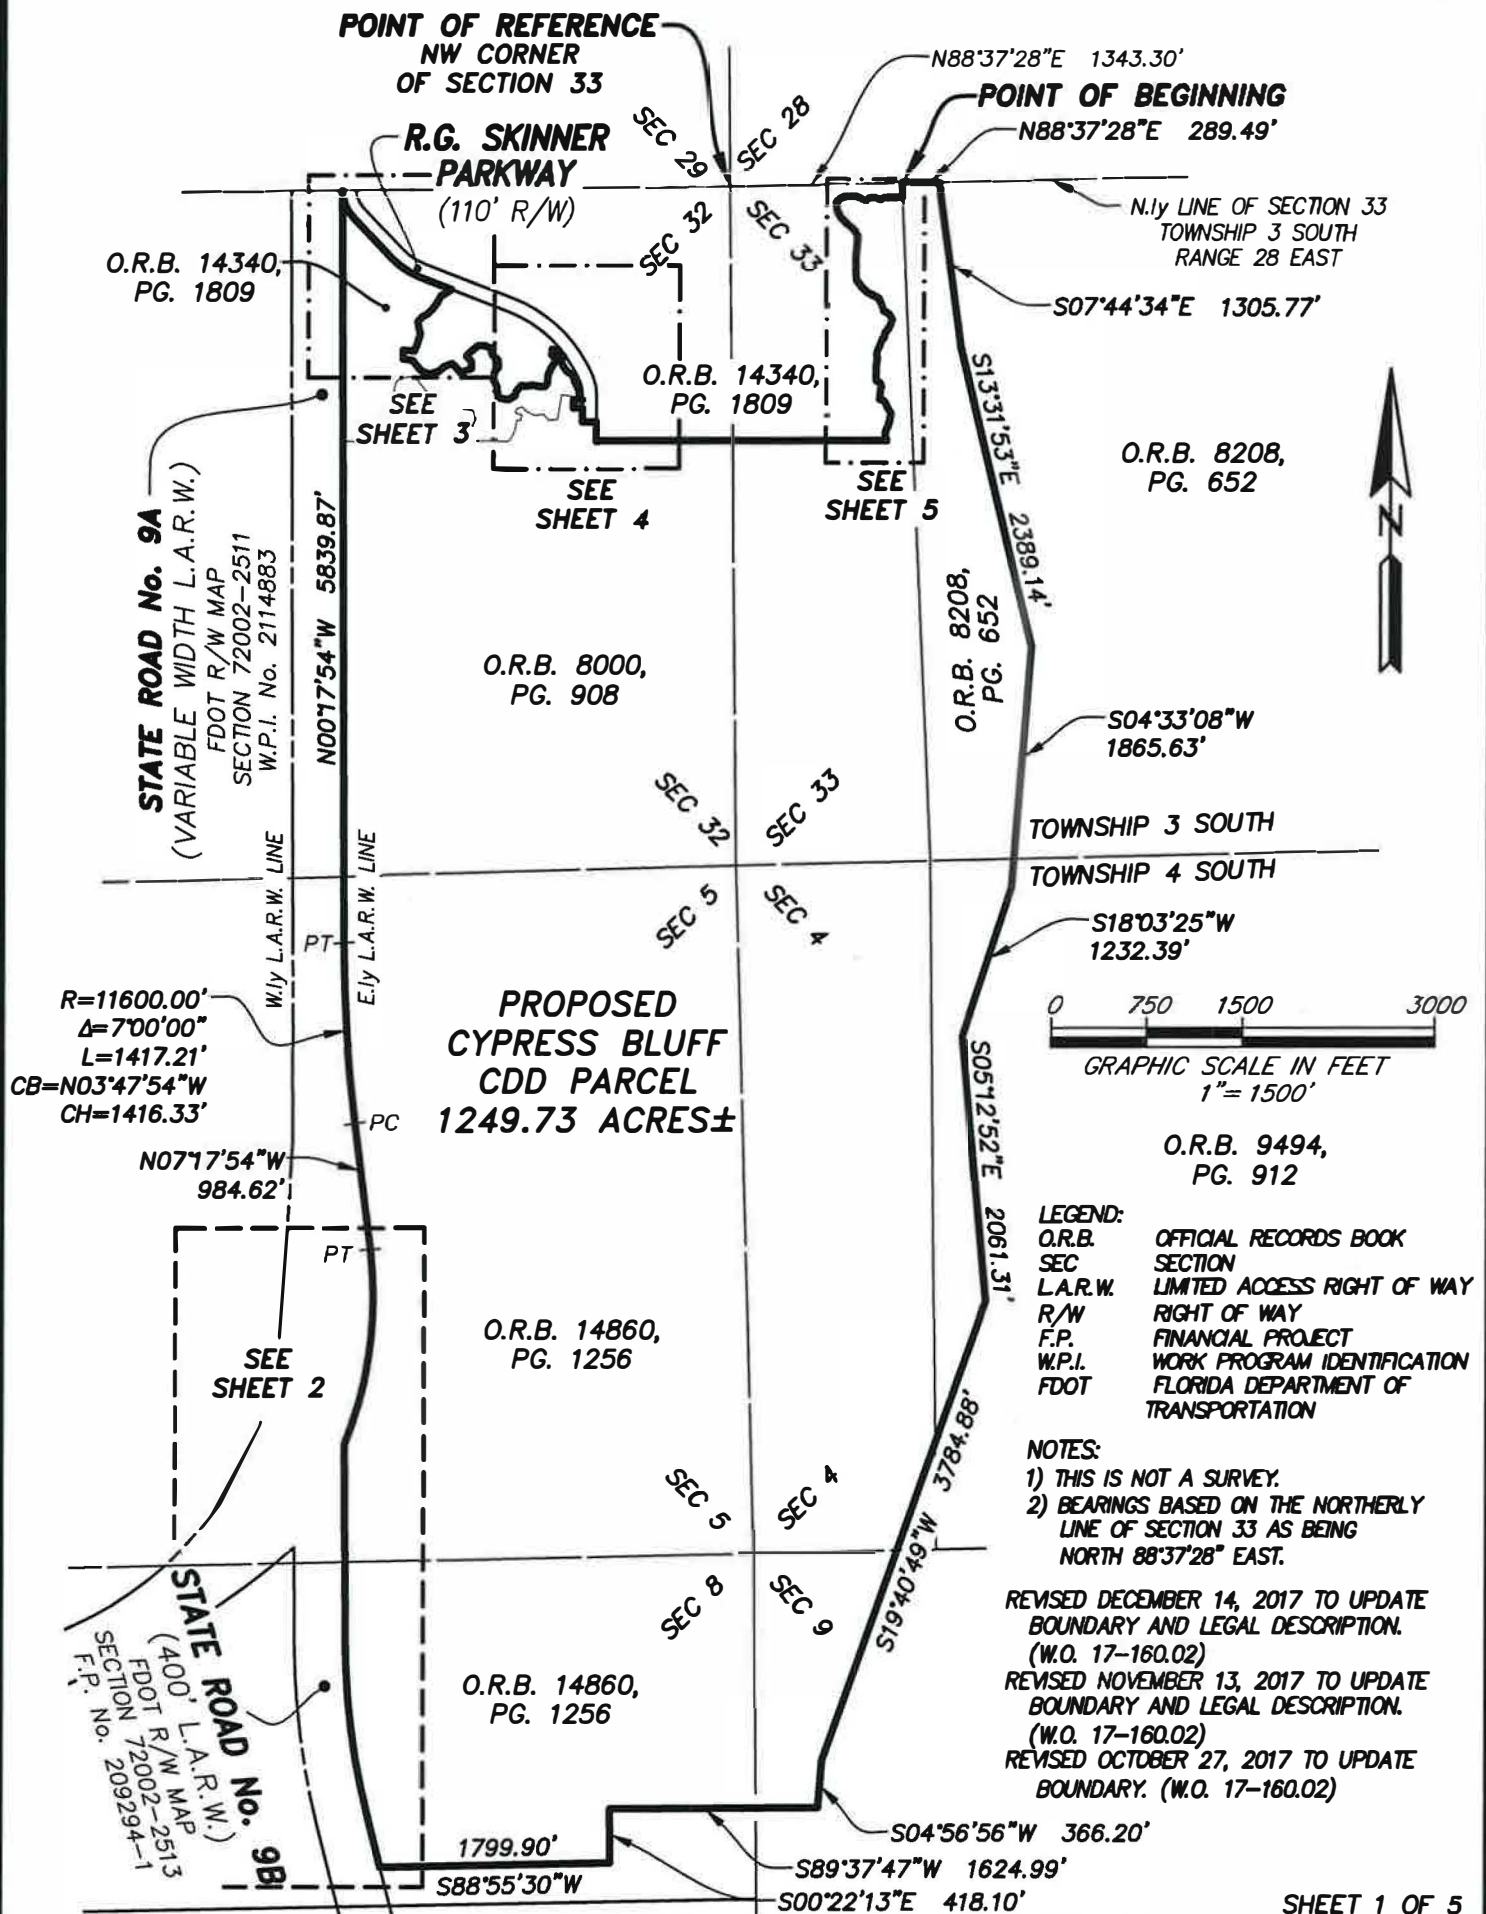 POINT OF REFERENCE
NW CORNER
OF SECTION 33
N88°37'28"E 1343.30'
POINT OF BEGINNING
N88°37'28"E 289.49'
R.G. SKINNER
PARKWAY
(110' R/W)
SEC 29
SEC 28
SEC 32
SEC 33
N.ly LINE OF SECTION 33
TOWNSHIP 3 SOUTH
RANGE 28 EAST
O.R.B. 14340,
PG. 1809
S07°44'34"E 1305.77'
O.R.B. 14340,
PG. 1809
SEE
SHEET 3
S13°31'53"E 2389.14'
O.R.B. 8208,
PG. 652
SEE
SHEET 4
SEE
SHEET 5
N
STATE ROAD No. 9A
(VARIABLE WIDTH L.A.R.W.)
FDOT R/W MAP
SECTION 72002-2511
W.P.I. No. 2114883
N00°17'54"W 5839.87'
O.R.B. 8000,
PG. 908
O.R.B. 8208,
PG. 652
S04°33'08"W
1865.63'
SEC 32
SEC 33
TOWNSHIP 3 SOUTH
TOWNSHIP 4 SOUTH
W.ly L.A.R.W. LINE
E.ly L.A.R.W. LINE
SEC 5
SEC 4
PT
S18°03'25"W
1232.39'
R=11600.00'
Δ=7°00'00"
L=1417.21'
CB=N03°47'54"W
CH=1416.33'
PROPOSED
CYPRESS BLUFF
CDD PARCEL
1249.73 ACRES±
0 750 1500 3000
GRAPHIC SCALE IN FEET
1"= 1500'
PC
S05°12'52"E 2061.31'
N07°17'54"W
984.62'
O.R.B. 9494,
PG. 912
PT
LEGEND:
O.R.B. OFFICIAL RECORDS BOOK
SEC SECTION
L.A.R.W. LIMITED ACCESS RIGHT OF WAY
R/W RIGHT OF WAY
F.P. FINANCIAL PROJECT
W.P.I. WORK PROGRAM IDENTIFICATION
FDOT FLORIDA DEPARTMENT OF
TRANSPORTATION
O.R.B. 14860,
PG. 1256
SEE
SHEET 2
S19°40'49"W 3784.88'
NOTES:
1) THIS IS NOT A SURVEY.
2) BEARINGS BASED ON THE NORTHERLY
LINE OF SECTION 33 AS BEING
NORTH 88°37'28" EAST.
SEC 5
SEC 4
SEC 8
SEC 9
REVISED DECEMBER 14, 2017 TO UPDATE
BOUNDARY AND LEGAL DESCRIPTION.
(W.O. 17-160.02)
REVISED NOVEMBER 13, 2017 TO UPDATE
BOUNDARY AND LEGAL DESCRIPTION.
(W.O. 17-160.02)
REVISED OCTOBER 27, 2017 TO UPDATE
BOUNDARY. (W.O. 17-160.02)
STATE ROAD No. 9B
(400' L.A.R.W.)
FDOT R/W MAP
SECTION 72002-2513
F.P. No. 209294-1
O.R.B. 14860,
PG. 1256
S04°56'56"W 366.20'
1799.90'
S88°55'30"W
S89°37'47"W 1624.99'
S00°22'13"E 418.10'
SHEET 1 OF 5